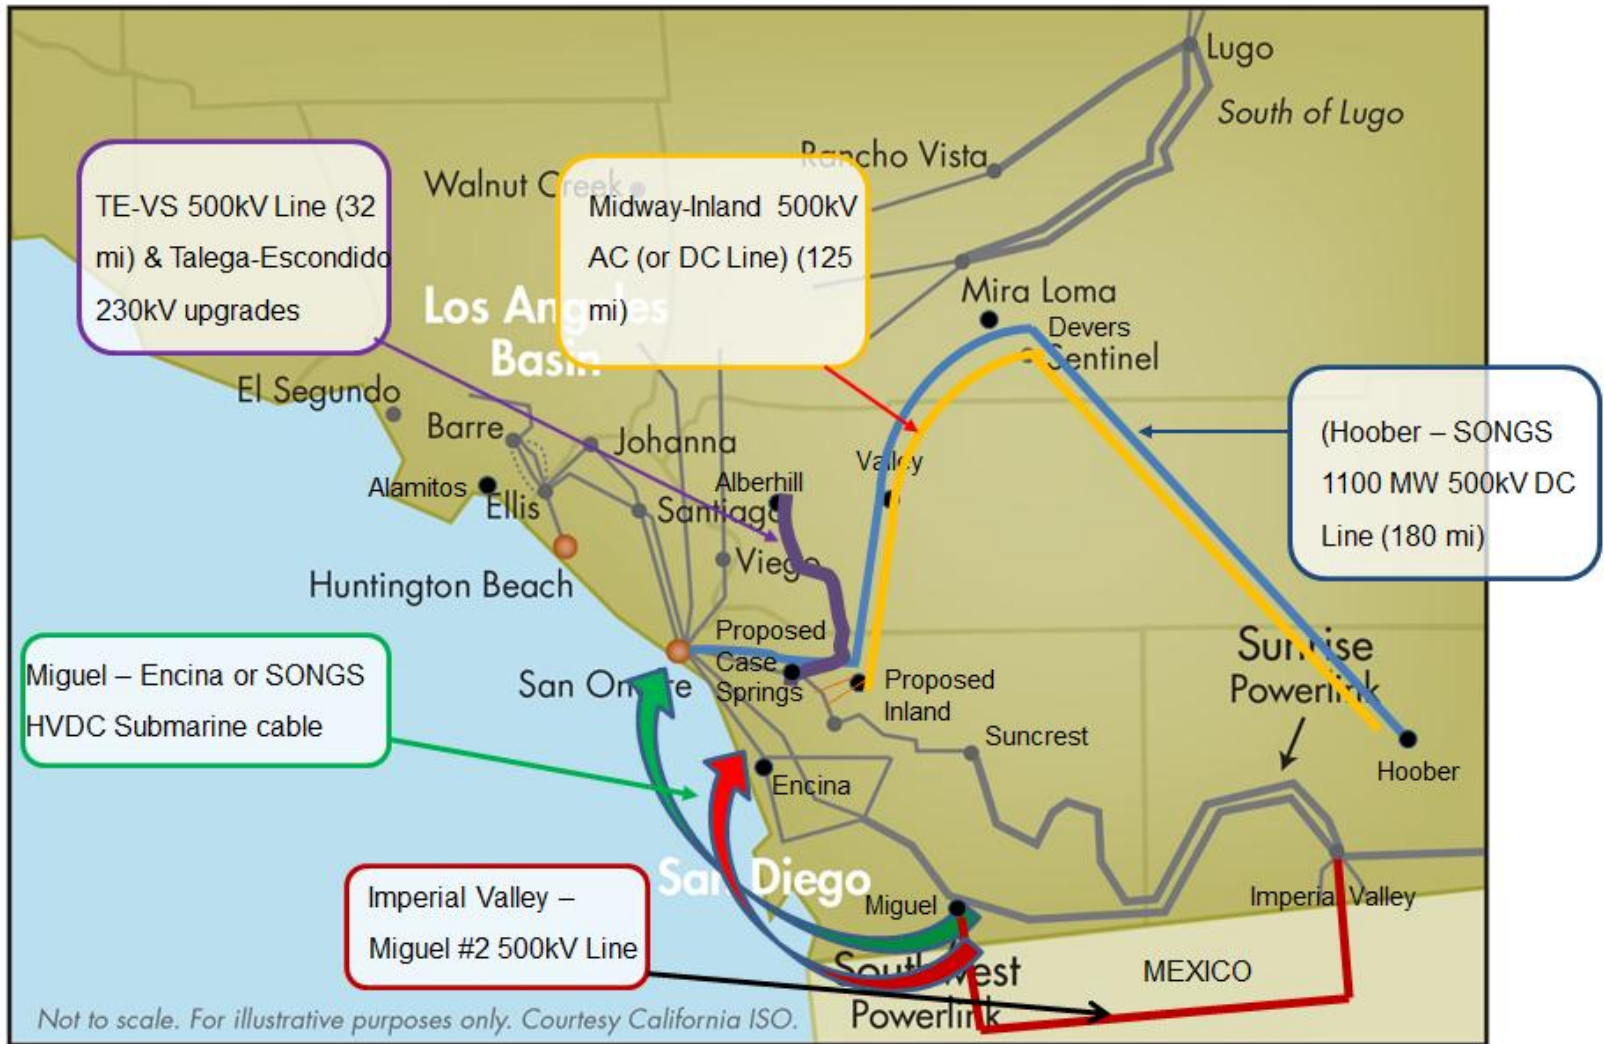 Lugo
South of Lugo
Rancho Vista
Walnut Creek
TE-VS 500kV Line (32
mi) & Talega-Escondido
230kV upgrades
Midway-Inland 500kV
AC (or DC Line) (125
mi)
Mira Loma
Devers
Sentinel
Los Angeles
Basin
El Segundo
Barre
Johanna
Alamitos
Ellis
Santiago
Alberhill
Valley
(Hoober – SONGS
1100 MW 500kV DC
Line (180 mi)
Viego
Huntington Beach
Proposed
Case
Springs
San Onofre
Proposed
Inland
Sunrise
Powerlink
Miguel – Encina or SONGS
HVDC Submarine cable
Suncrest
Encina
Hoober
San Diego
Imperial Valley –
Miguel #2 500kV Line
Miguel
Imperial Valley
Southwest
Powerlink
MEXICO
Not to scale. For illustrative purposes only. Courtesy California ISO.